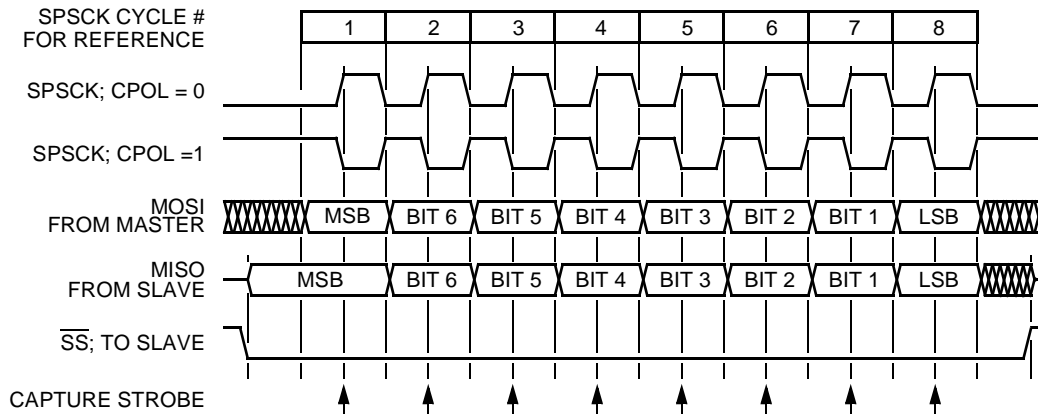 SPSCK CYCLE #
FOR REFERENCE
1 2 3 4 5 6 7 8
SPSCK; CPOL = 0
SPSCK; CPOL =1
MOSI
FROM MASTER
MSB BIT 6 BIT 5 BIT 4 BIT 3 BIT 2 BIT 1 LSB
MISO
FROM SLAVE
MSB BIT 6 BIT 5 BIT 4 BIT 3 BIT 2 BIT 1 LSB
SS; TO SLAVE
CAPTURE STROBE